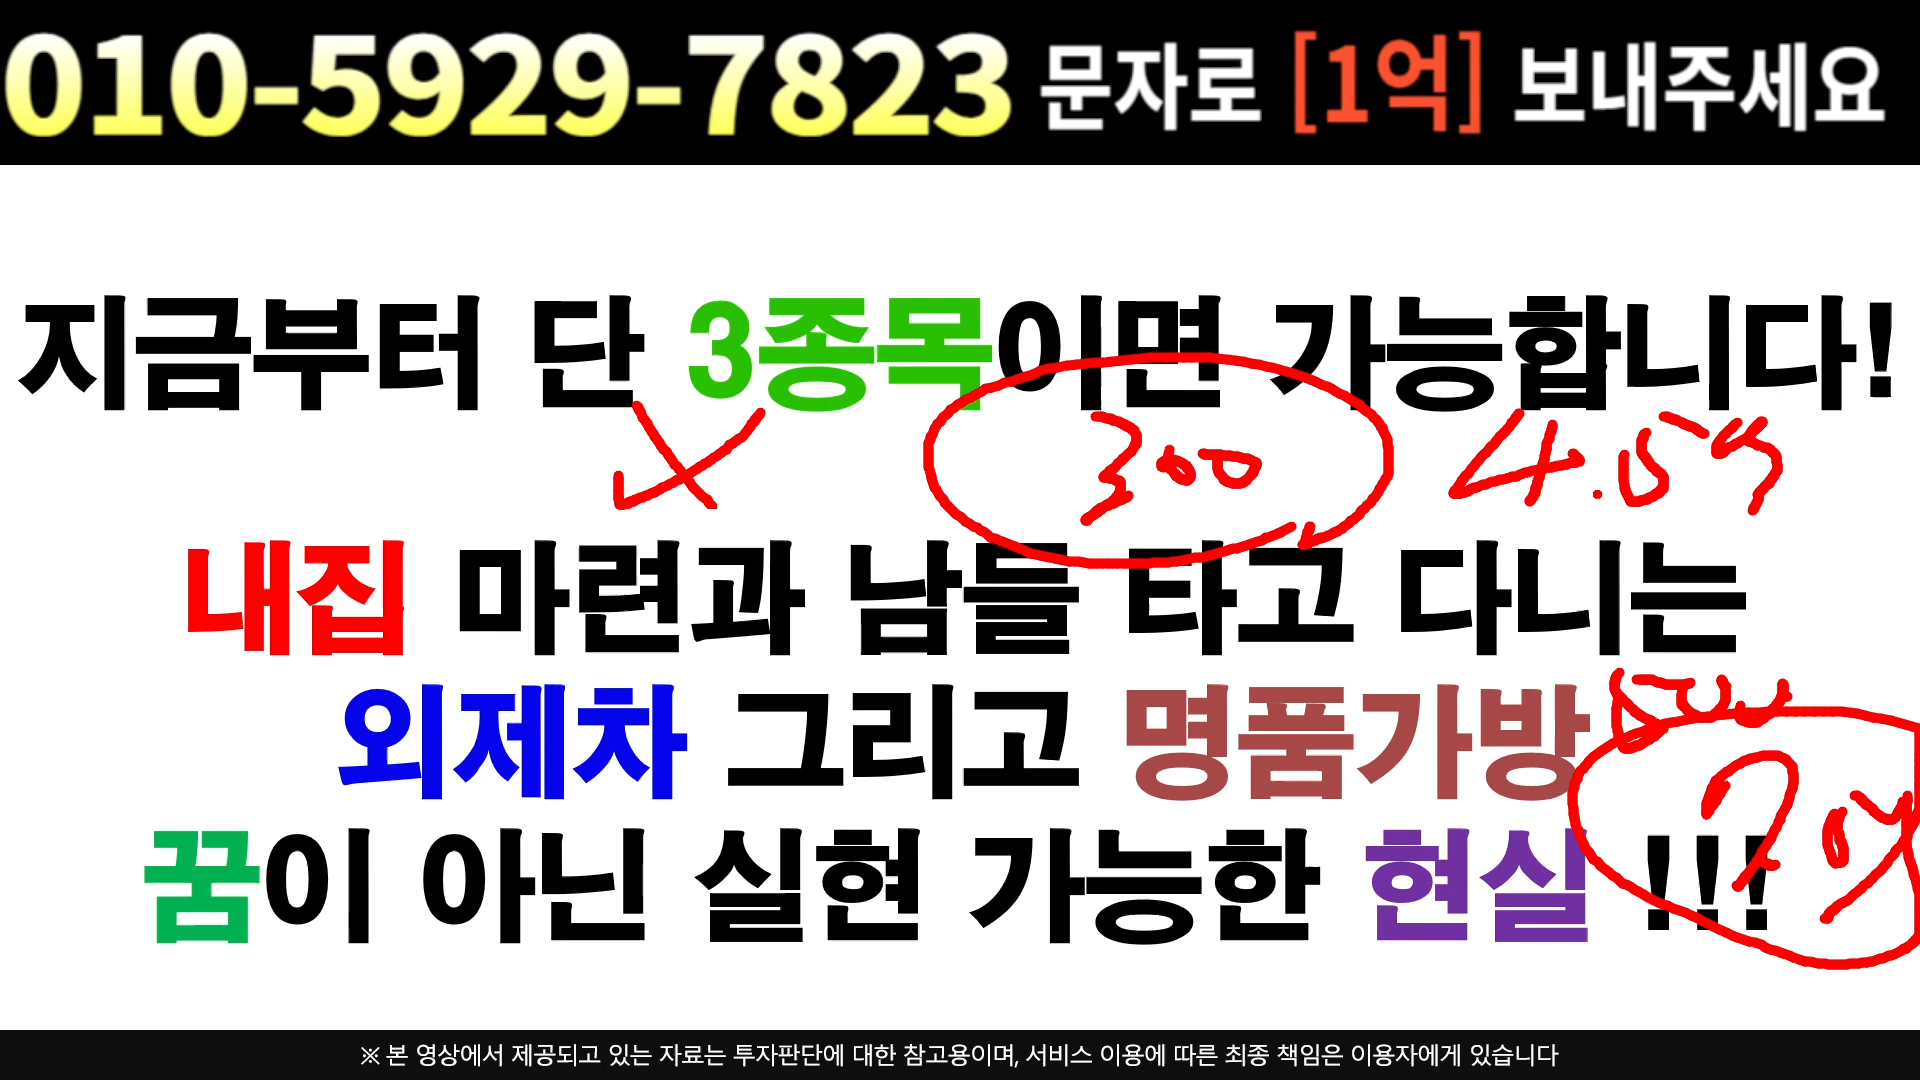 010-5929-7823 문자로 [1억] 보내주세요
지금부터 단 3종목이면 가능합니다!
300
4.5억
내집 마련과 남들 타고 다니는
500
외제차 그리고 명품가방
꿈이 아닌 실현 가능한 현실 !!!
※ 본 영상에서 제공되고 있는 자료는 투자판단에 대한 참고용이며, 서비스 이용에 따른 최종 책임은 이용자에게 있습니다